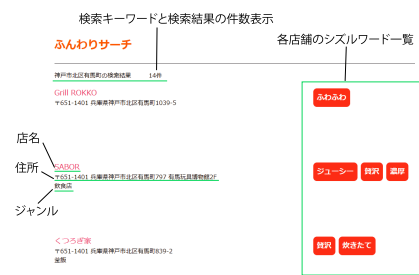 検索キーワードと検索結果の件数表示
各店舗のシズルワード一覧
ふんわりサーチ
神戸市北区有馬町の検索結果 14件
Grill ROKKO
〒651-1401 兵庫県神戸市北区有馬町1039-5
ふわふわ
店名
住所
ジャンル
SABOR
〒651-1401 兵庫県神戸市北区有馬町797 有馬玩具博物館2F
飲食店
ジューシー 贅沢 濃厚
くつろぎ家
〒651-1401 兵庫県神戸市北区有馬町839-2
釜飯
贅沢 炊きたて